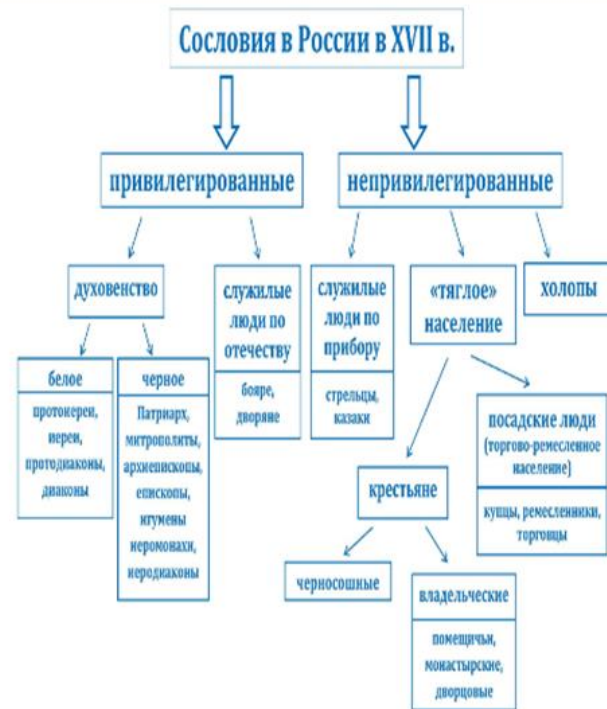 Сословия в России в XVII в.
привилегированные
непривилегированные
духовенство
белое
протоиереи,
иереи,
протодиаконы,
диаконы
черное
Патриарх,
митрополиты,
архиепископы,
епископы,
игумены
иеромонахи,
иеродиаконы
служилые
люди по
отечеству
бояре,
дворяне
служилые
люди по
прибору
стрельцы,
казаки
«тяглое»
население
холопы
крестьяне
черносошные
владельческие
помещичьи,
монастырские,
дворцовые
посадские люди
(торгово-ремесленное
население)
купцы, ремесленники,
торговцы